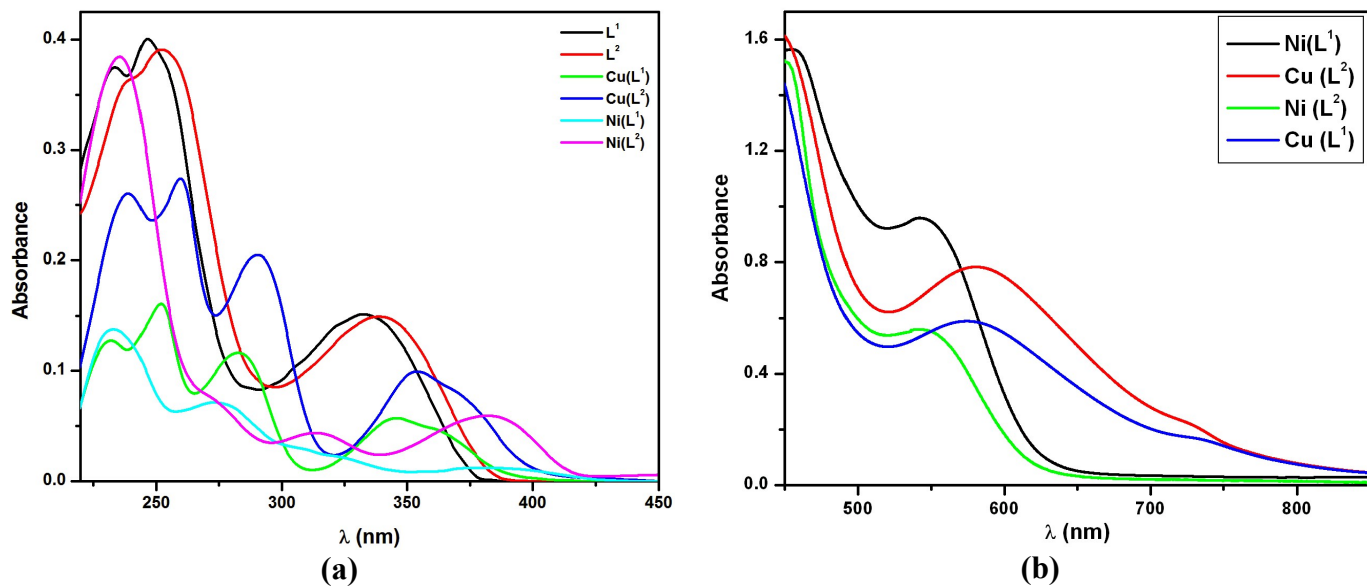 0.4
0.3
0.2
0.1
0.0
Absorbance
250 300 350 400 450
λ (nm)
L¹
L²
Cu(L¹)
Cu(L²)
Ni(L¹)
Ni(L²)
(a)
1.6
1.2
0.8
0.4
0.0
Absorbance
500 600 700 800
λ (nm)
Ni(L¹)
Cu (L²)
Ni (L²)
Cu (L¹)
(b)